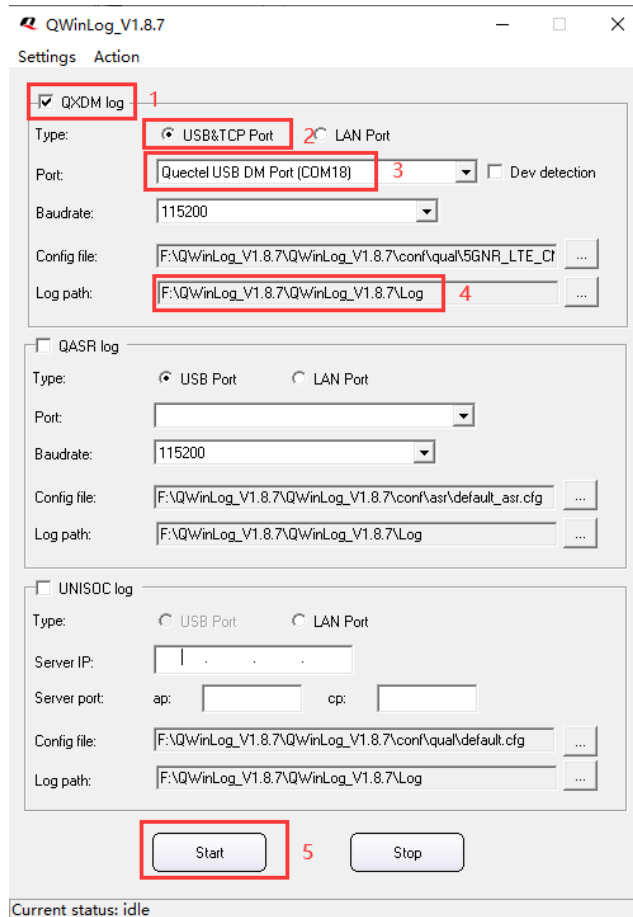 QWinLog_V1.8.7
Settings Action
QXDM log 1
Type: USB&TCP Port 2 LAN Port
Port: Quectel USB DM Port (COM18) 3 Dev detection
Baudrate: 115200
Config file: F:\QWinLog_V1.8.7\QWinLog_V1.8.7\conf\qual\5GNR_LTE_C ...
Log path: F:\QWinLog_V1.8.7\QWinLog_V1.8.7\Log 4 ...
QASR log
Type: USB Port LAN Port
Port:
Baudrate: 115200
Config file: F:\QWinLog_V1.8.7\QWinLog_V1.8.7\conf\asr\default_asr.cfg ...
Log path: F:\QWinLog_V1.8.7\QWinLog_V1.8.7\Log ...
UNISOC log
Type: USB Port LAN Port
Server IP: . . .
Server port: ap: cp:
Config file: F:\QWinLog_V1.8.7\QWinLog_V1.8.7\conf\qual\default.cfg ...
Log path: F:\QWinLog_V1.8.7\QWinLog_V1.8.7\Log ...
Start 5 Stop
Current status: idle